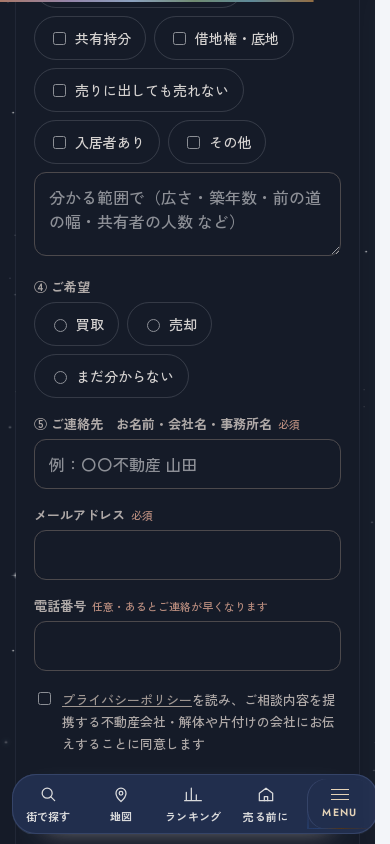 共有持分
借地権・底地
売りに出しても売れない
入居者あり
その他
分かる範囲で（広さ・築年数・前の道
の幅・共有者の人数 など）
④ ご希望
買取
売却
まだ分からない
⑤ ご連絡先　お名前・会社名・事務所名 必須
例：〇〇不動産 山田
メールアドレス 必須
電話番号 任意・あるとご連絡が早くなります
プライバシーポリシーを読み、ご相談内容を提
携する不動産会社・解体や片付けの会社にお伝
えすることに同意します
街で探す
地図
ランキング
売る前に
MENU